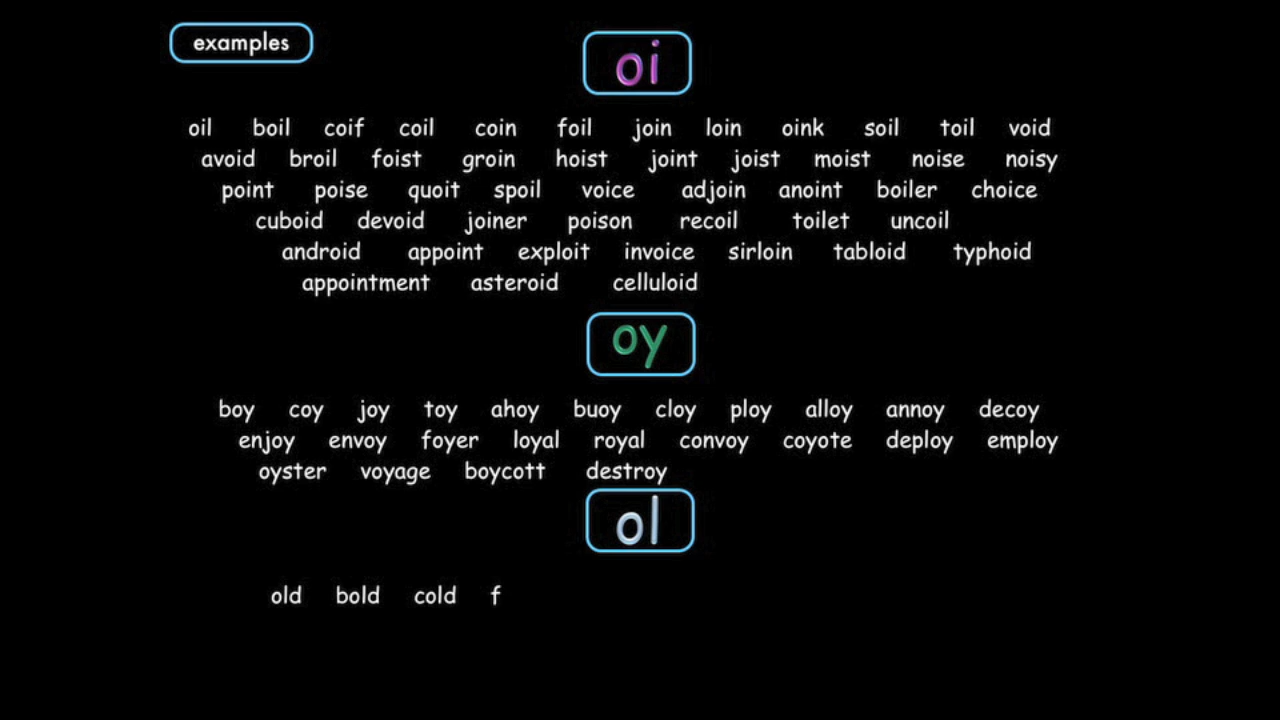 examples
oi
oil boil coif coil coin foil join loin oink soil toil void
avoid broil foist groin hoist joint joist moist noise noisy
point poise quoit spoil voice adjoin anoint boiler choice
cuboid devoid joiner poison recoil toilet uncoil
android appoint exploit invoice sirloin tabloid typhoid
appointment asteroid celluloid
oy
boy coy joy toy ahoy buoy cloy ploy alloy annoy decoy
enjoy envoy foyer loyal royal convoy coyote deploy employ
oyster voyage boycott destroy
ol
old bold cold f